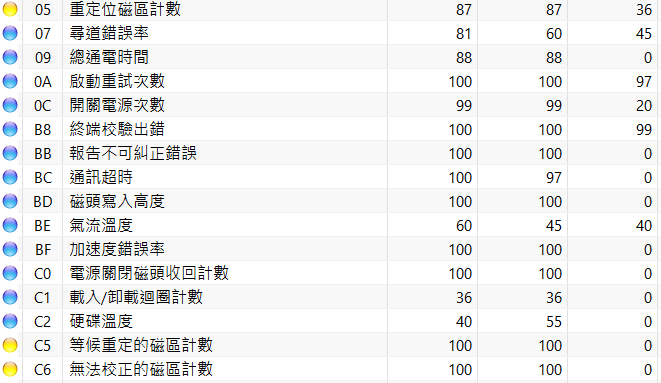 05 重定位磁區計數 87 87 36
07 尋道錯誤率 81 60 45
09 總通電時間 88 88 0
0A 啟動重試次數 100 100 97
0C 開關電源次數 99 99 20
B8 終端校驗出錯 100 100 99
BB 報告不可糾正錯誤 100 100 0
BC 通訊超時 100 97 0
BD 磁頭寫入高度 100 100 0
BE 氣流溫度 60 45 40
BF 加速度錯誤率 100 100 0
C0 電源關閉磁頭收回計數 100 100 0
C1 載入/卸載迴圈計數 36 36 0
C2 硬碟溫度 40 55 0
C5 等候重定的磁區計數 100 100 0
C6 無法校正的磁區計數 100 100 0